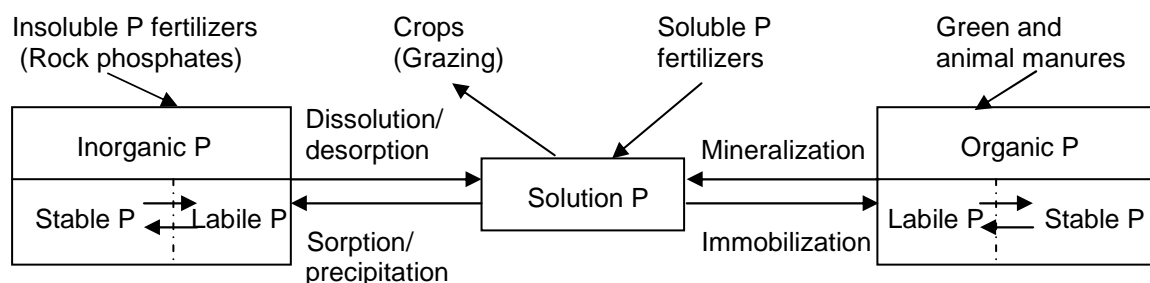 Insoluble P fertilizers
(Rock phosphates)
Crops
(Grazing)
Soluble P
fertilizers
Green and
animal manures
Inorganic P
Stable P
Labile P
Dissolution/
desorption
Sorption/
precipitation
Solution P
Mineralization
Immobilization
Organic P
Labile P
Stable P